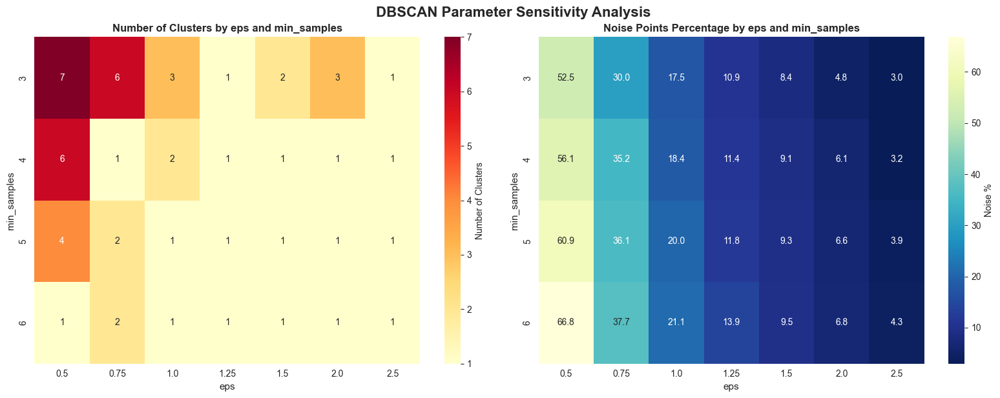 DBSCAN Parameter Sensitivity Analysis
Number of Clusters by eps and min_samples
min_samples
3 7 6 3 1 2 3 1
4 6 1 2 1 1 1 1
5 4 2 1 1 1 1 1
6 1 2 1 1 1 1 1
0.5 0.75 1.0 1.25 1.5 2.0 2.5
eps
7
6
5
4
3
2
1
Number of Clusters
Noise Points Percentage by eps and min_samples
min_samples
3 52.5 30.0 17.5 10.9 8.4 4.8 3.0
4 56.1 35.2 18.4 11.4 9.1 6.1 3.2
5 60.9 36.1 20.0 11.8 9.3 6.6 3.9
6 66.8 37.7 21.1 13.9 9.5 6.8 4.3
0.5 0.75 1.0 1.25 1.5 2.0 2.5
eps
60
50
40
30
20
10
Noise %